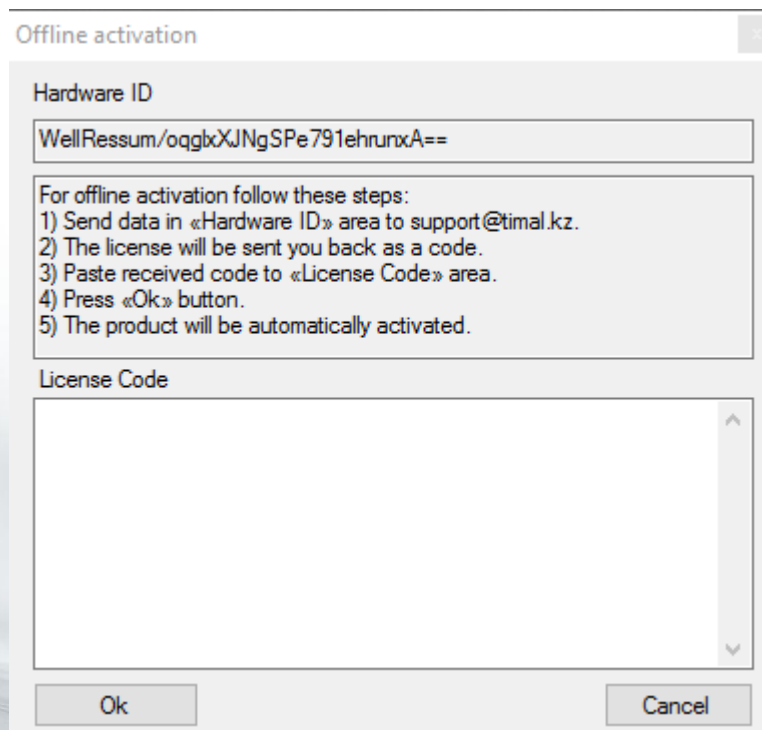 Offline activation
Hardware ID
WellRessum/oqglxXJNgSPe791ehrunxA==
For offline activation follow these steps:
1) Send data in «Hardware ID» area to support@timal.kz.
2) The license will be sent you back as a code.
3) Paste received code to «License Code» area.
4) Press «Ok» button.
5) The product will be automatically activated.
License Code
Ok
Cancel